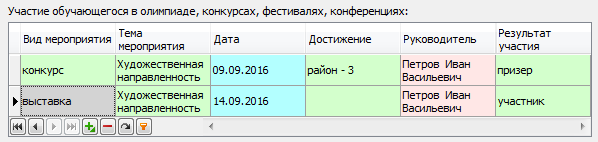 Участие обучающегося в олимпиаде, конкурсах, фестивалях, конференциях:
Вид мероприятия Тема мероприятия Дата Достижение Руководитель Результат участия
конкурс Художественная направленность 09.09.2016 район - 3 Петров Иван Васильевич призер
выставка Художественная направленность 14.09.2016 Петров Иван Васильевич участник